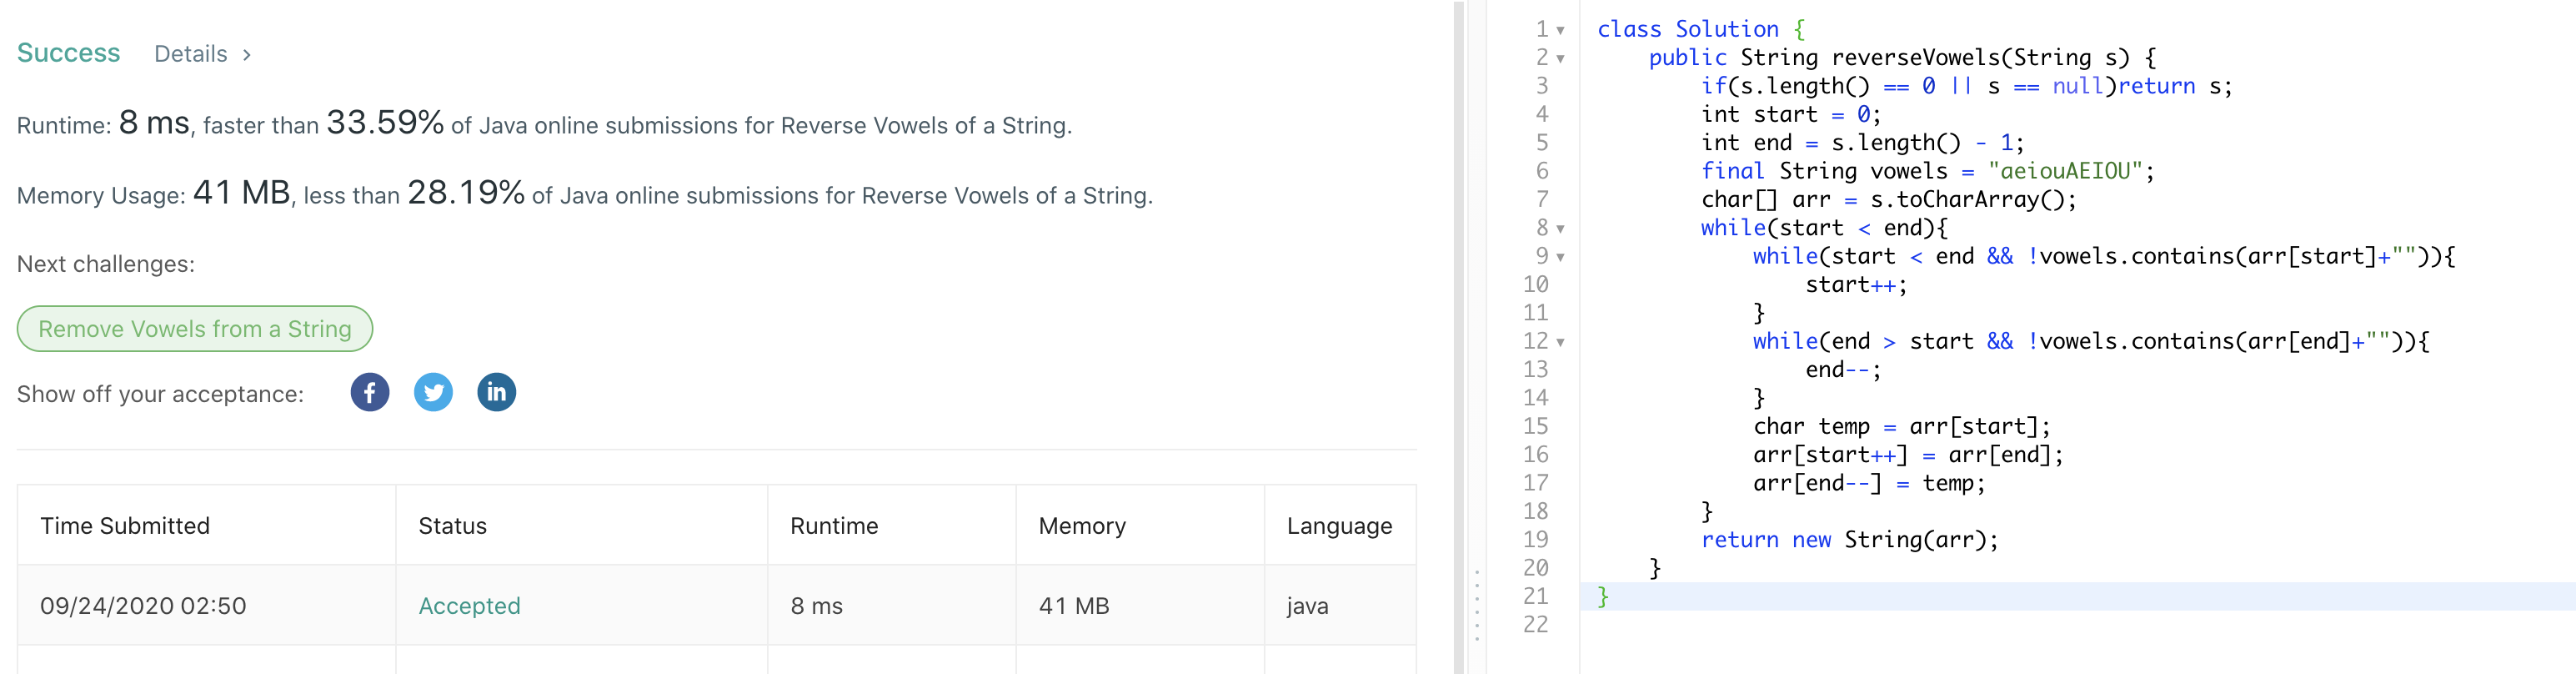 Success Details >
Runtime: 8 ms, faster than 33.59% of Java online submissions for Reverse Vowels of a String.
Memory Usage: 41 MB, less than 28.19% of Java online submissions for Reverse Vowels of a String.
Next challenges:
Remove Vowels from a String
Show off your acceptance: f in
Time Submitted Status Runtime Memory Language
09/24/2020 02:50 Accepted 8 ms 41 MB java
1 class Solution {
2     public String reverseVowels(String s) {
3         if(s.length() == 0 || s == null)return s;
4         int start = 0;
5         int end = s.length() - 1;
6         final String vowels = "aeiouAEIOU";
7         char[] arr = s.toCharArray();
8         while(start < end){
9             while(start < end && !vowels.contains(arr[start]+"")){
10                 start++;
11             }
12             while(end > start && !vowels.contains(arr[end]+"")){
13                 end--;
14             }
15             char temp = arr[start];
16             arr[start++] = arr[end];
17             arr[end--] = temp;
18         }
19         return new String(arr);
20     }
21 }
22